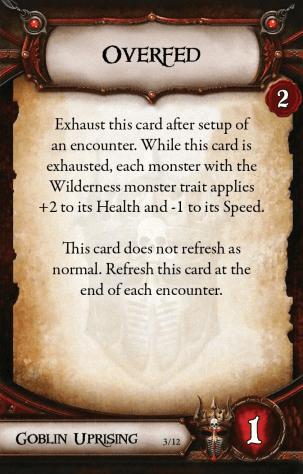 Overfed
2
Exhaust this card after setup of
an encounter. While this card is
exhausted, each monster with the
Wilderness monster trait applies
+2 to its Health and -1 to its Speed.
This card does not refresh as
normal. Refresh this card at the
end of each encounter.
Goblin Uprising 3/12 1